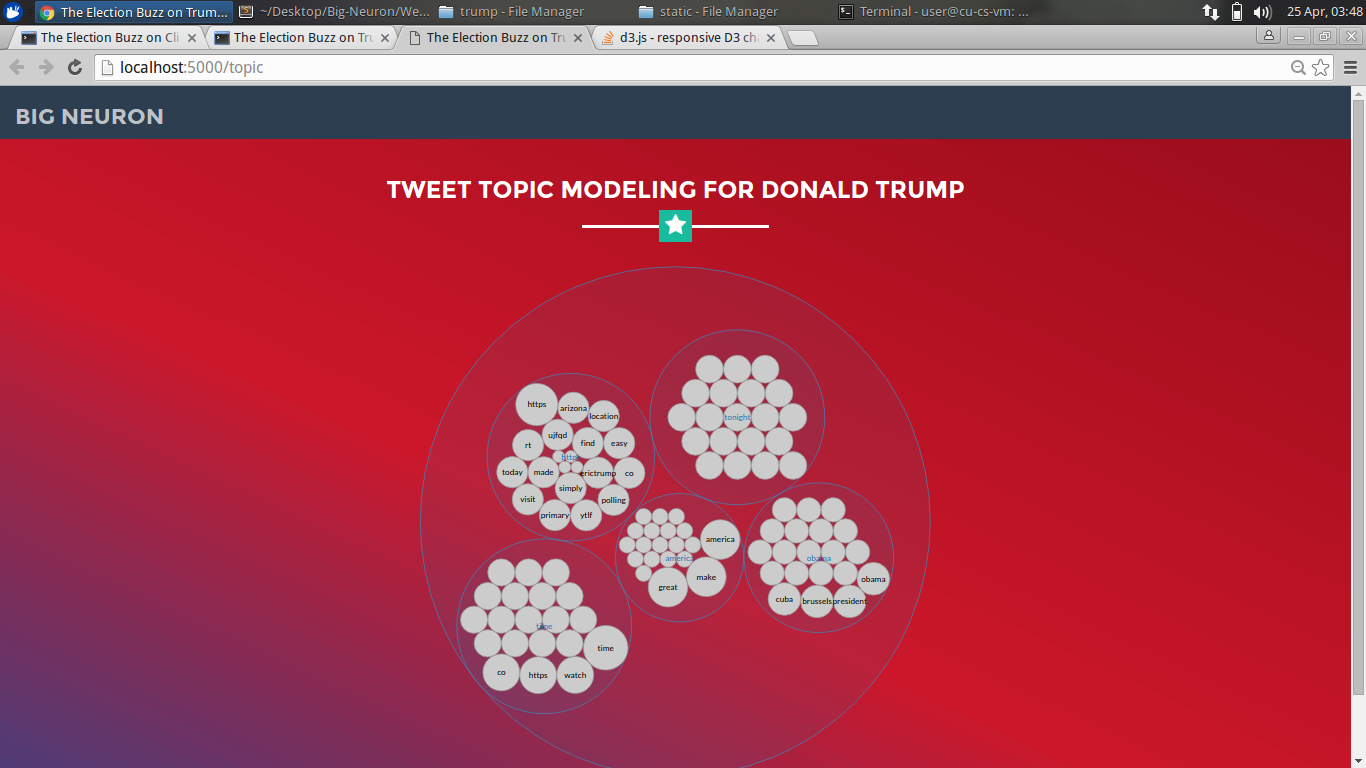 The Election Buzz on Trum...
~/Desktop/Big-Neuron/We...
trump - File Manager
static - File Manager
Terminal - user@cu-cs-vm: ...
25 Apr, 03:48
The Election Buzz on Cli
The Election Buzz on Tru
The Election Buzz on Tru
d3.js - responsive D3 cha
localhost:5000/topic
BIG NEURON
TWEET TOPIC MODELING FOR DONALD TRUMP
tonight
https
arizona
location
ujfqd
rt
find
easy
http
today
made
erictrump
co
simply
visit
polling
primary
ytlf
america
america
make
great
obama
obama
cuba
brussels
president
time
time
co
https
watch